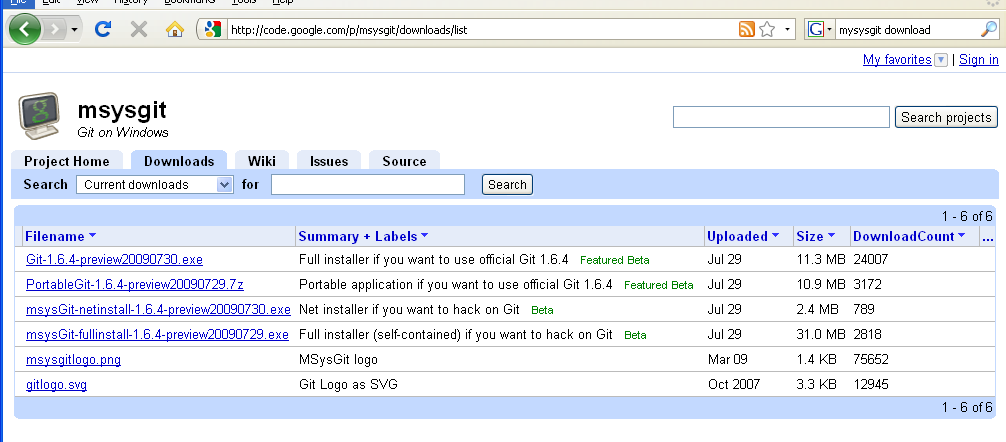 File Edit View History Bookmarks Tools Help
http://code.google.com/p/msysgit/downloads/list
G mysysgit download
My favorites | Sign in
msysgit
Git on Windows
Search projects
Project Home Downloads Wiki Issues Source
Search Current downloads for Search
1 - 6 of 6
Filename Summary + Labels Uploaded Size DownloadCount ...
Git-1.6.4-preview20090730.exe Full installer if you want to use official Git 1.6.4 Featured Beta Jul 29 11.3 MB 24007
PortableGit-1.6.4-preview20090729.7z Portable application if you want to use official Git 1.6.4 Featured Beta Jul 29 10.9 MB 3172
msysGit-netinstall-1.6.4-preview20090730.exe Net installer if you want to hack on Git Beta Jul 29 2.4 MB 789
msysGit-fullinstall-1.6.4-preview20090729.exe Full installer (self-contained) if you want to hack on Git Beta Jul 29 31.0 MB 2818
msysgitlogo.png MSysGit logo Mar 09 1.4 KB 75652
gitlogo.svg Git Logo as SVG Oct 2007 3.3 KB 12945
1 - 6 of 6